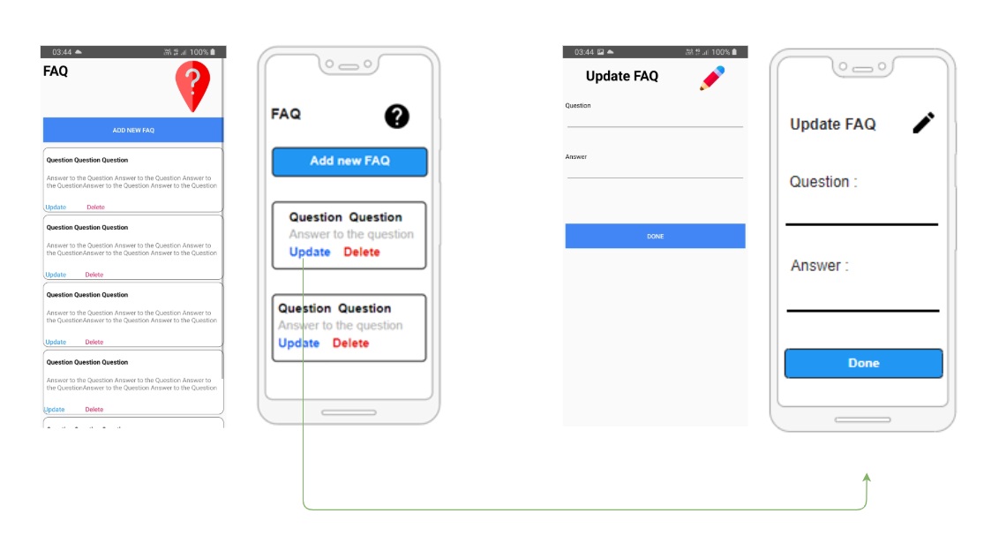 03:44
100%
FAQ
?
ADD NEW FAQ
Question Question Question
Answer to the Question Answer to the Question Answer to
the QuestionAnswer to the Question Answer to the Question
Update Delete
Question Question Question
Answer to the Question Answer to the Question Answer to
the QuestionAnswer to the Question Answer to the Question
Update Delete
Question Question Question
Answer to the Question Answer to the Question Answer to
the QuestionAnswer to the Question Answer to the Question
Update Delete
Question Question Question
Answer to the Question Answer to the Question Answer to
the QuestionAnswer to the Question Answer to the Question
Update Delete
FAQ
?
Add new FAQ
Question Question
Answer to the question
Update Delete
Question Question
Answer to the question
Update Delete
03:44
100%
Update FAQ
Question
Answer
DONE
Update FAQ
Question :
Answer :
Done